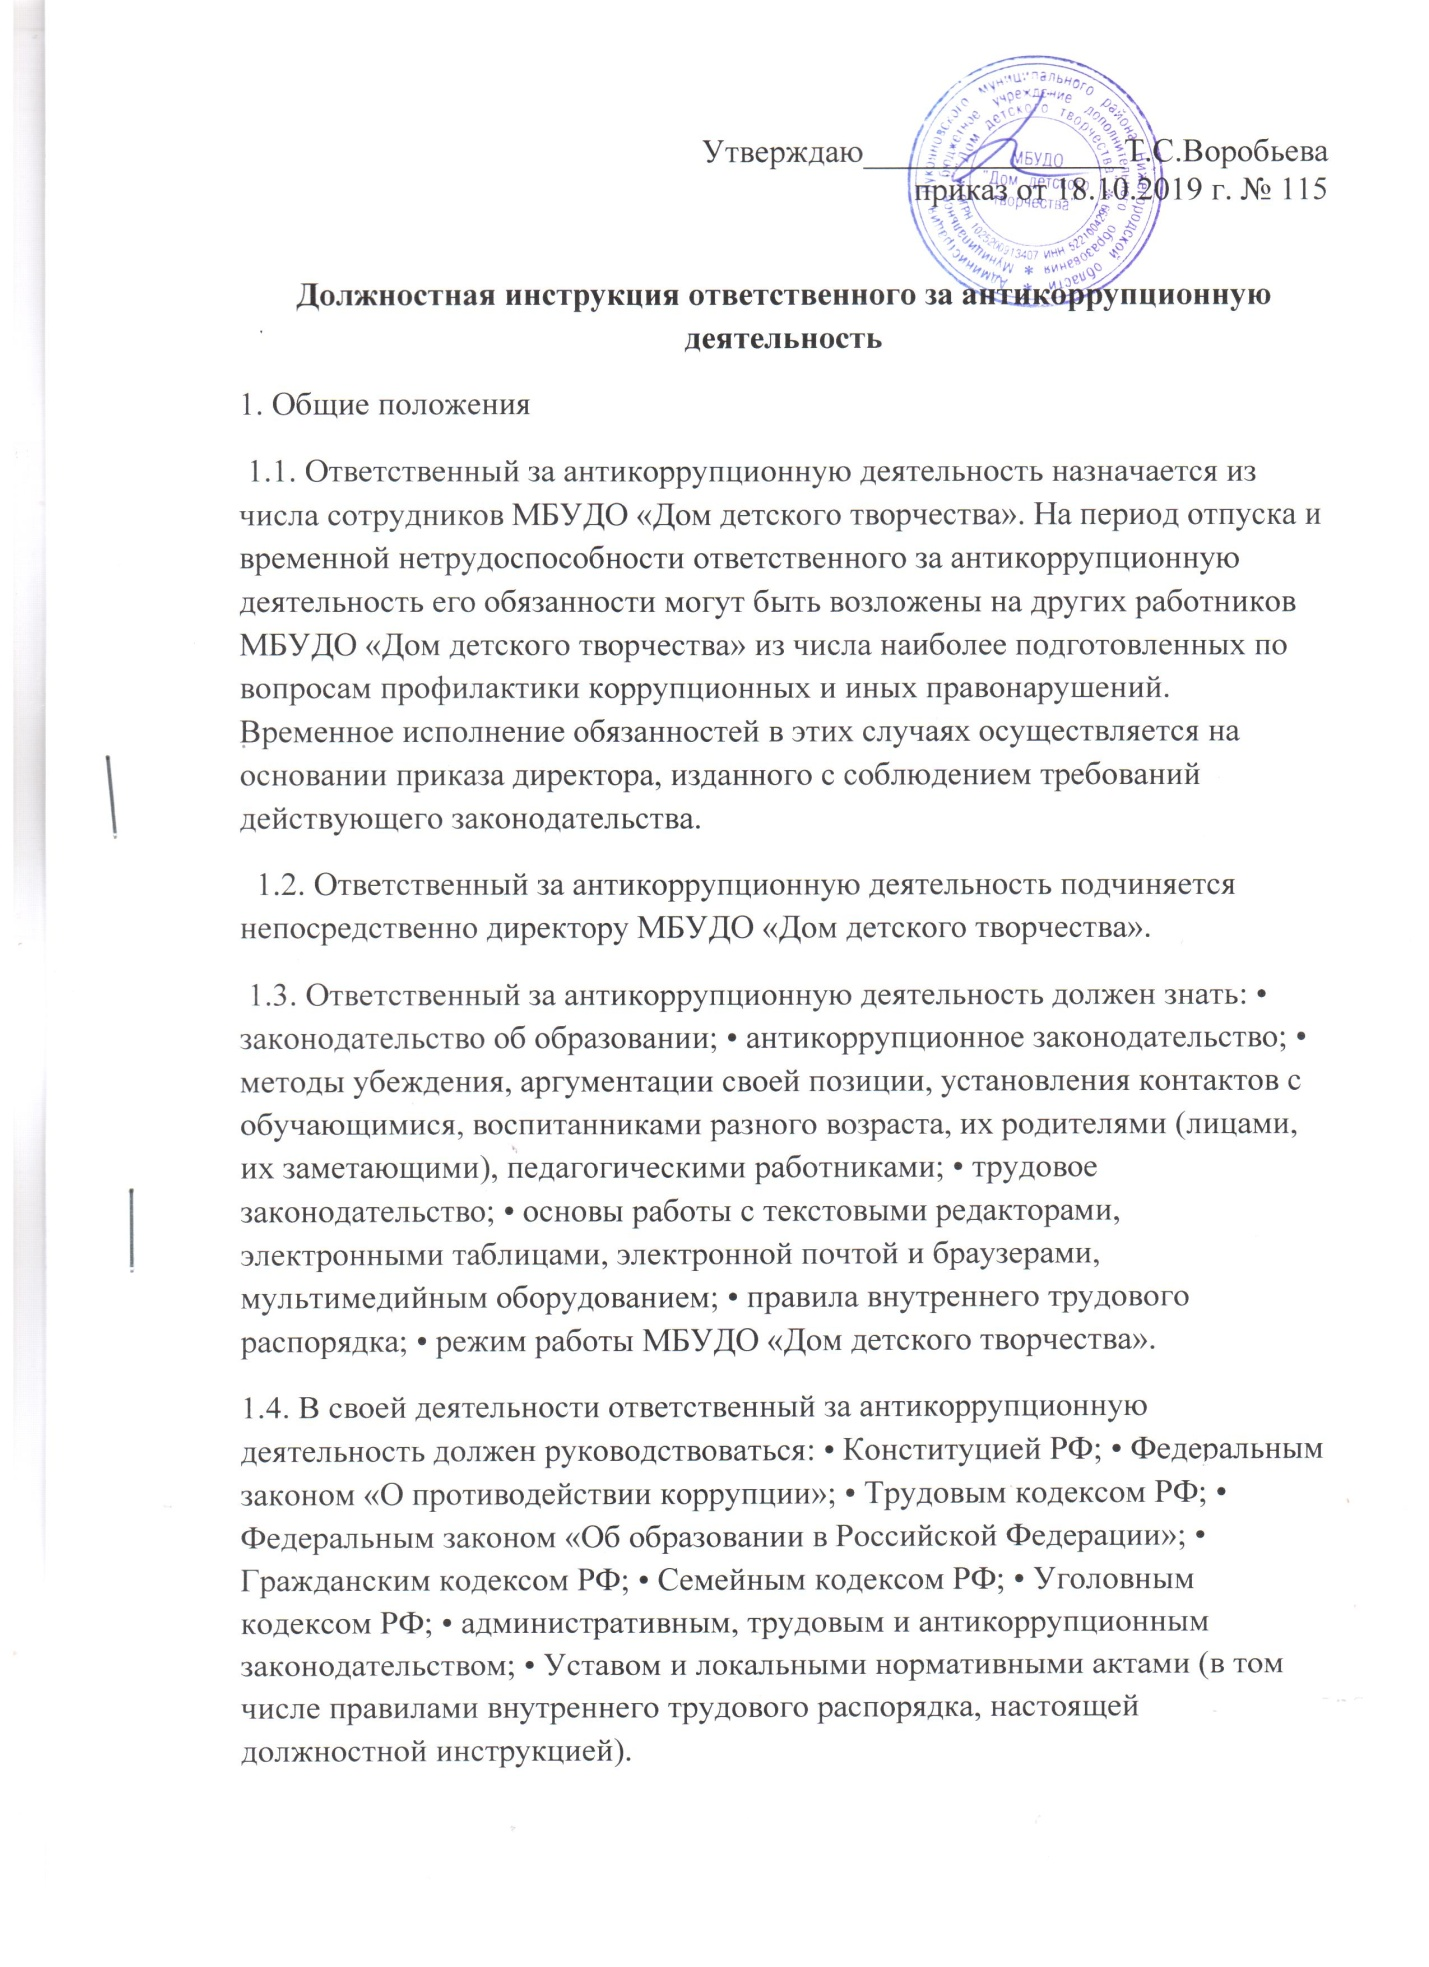 Утверждаю________________Т.С.Воробьева
приказ от 18.10.2019 г. № 115
МБУДО
"Дом детского
творчества"
Должностная инструкция ответственного за антикоррупционную
деятельность
1. Общие положения
1.1. Ответственный за антикоррупционную деятельность назначается из
числа сотрудников МБУДО «Дом детского творчества». На период отпуска и
временной нетрудоспособности ответственного за антикоррупционную
деятельность его обязанности могут быть возложены на других работников
МБУДО «Дом детского творчества» из числа наиболее подготовленных по
вопросам профилактики коррупционных и иных правонарушений.
Временное исполнение обязанностей в этих случаях осуществляется на
основании приказа директора, изданного с соблюдением требований
действующего законодательства.
1.2. Ответственный за антикоррупционную деятельность подчиняется
непосредственно директору МБУДО «Дом детского творчества».
1.3. Ответственный за антикоррупционную деятельность должен знать: •
законодательство об образовании; • антикоррупционное законодательство; •
методы убеждения, аргументации своей позиции, установления контактов с
обучающимися, воспитанниками разного возраста, их родителями (лицами,
их заметающими), педагогическими работниками; • трудовое
законодательство; • основы работы с текстовыми редакторами,
электронными таблицами, электронной почтой и браузерами,
мультимедийным оборудованием; • правила внутреннего трудового
распорядка; • режим работы МБУДО «Дом детского творчества».
1.4. В своей деятельности ответственный за антикоррупционную
деятельность должен руководствоваться: • Конституцией РФ; • Федеральным
законом «О противодействии коррупции»; • Трудовым кодексом РФ; •
Федеральным законом «Об образовании в Российской Федерации»; •
Гражданским кодексом РФ; • Семейным кодексом РФ; • Уголовным
кодексом РФ; • административным, трудовым и антикоррупционным
законодательством; • Уставом и локальными нормативными актами (в том
числе правилами внутреннего трудового распорядка, настоящей
должностной инструкцией).